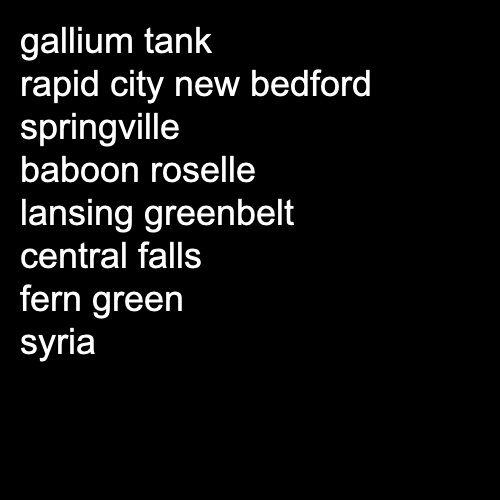 gallium tank
rapid city new bedford
springville
baboon roselle
lansing greenbelt
central falls
fern green
syria